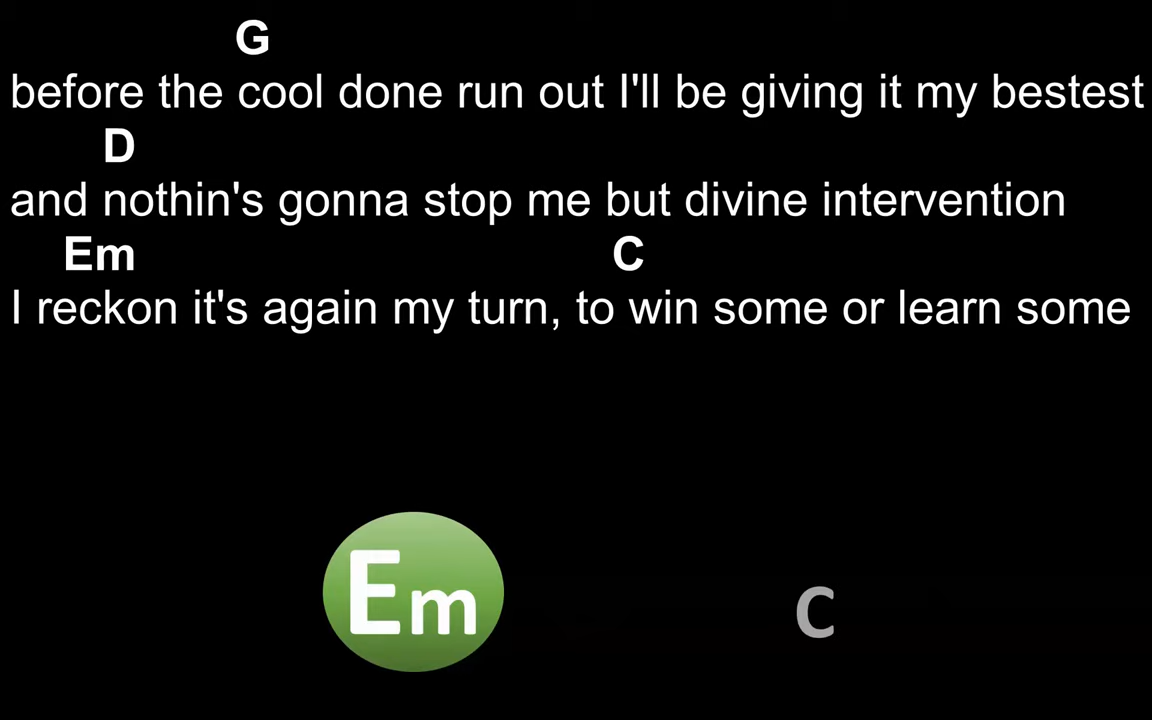 G
before the cool done run out I'll be giving it my bestest
D
and nothin's gonna stop me but divine intervention
Em C
I reckon it's again my turn, to win some or learn some
Em C